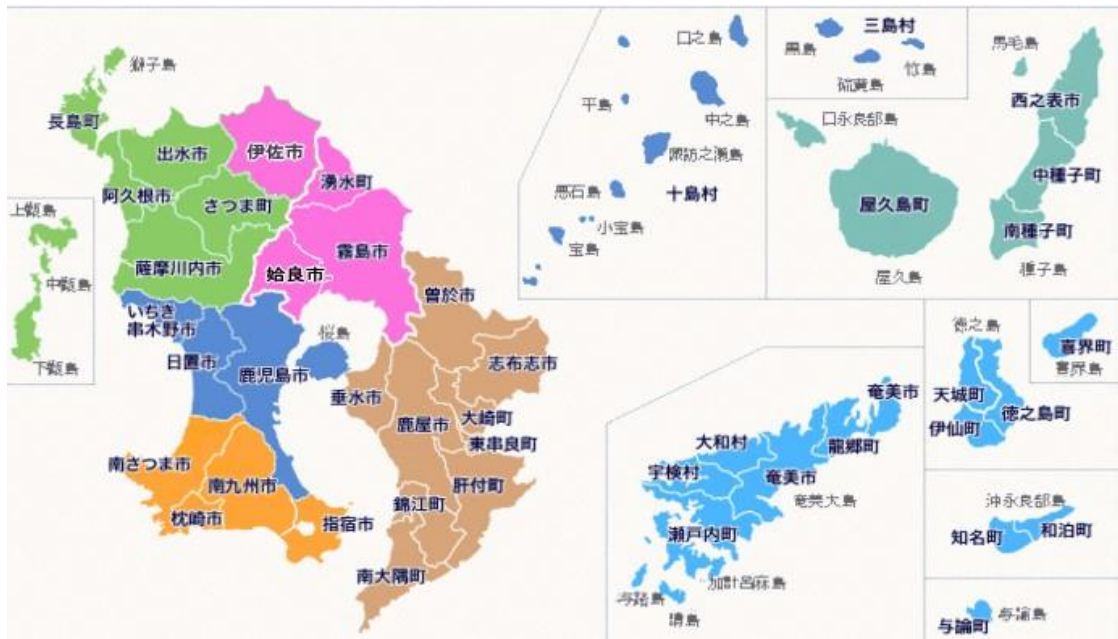 獅子島
長島町
出水市
伊佐市
湧水町
阿久根市
さつま町
上甑島
中甑島
下甑島
薩摩川内市
姶良市
霧島市
いちき
串木野市
日置市
鹿児島市
桜島
曽於市
志布志市
垂水市
鹿屋市
大崎町
東串良町
肝付町
錦江町
南大隅町
南さつま市
南九州市
枕崎市
指宿市
口之島
平島
中之島
諏訪之瀬島
悪石島
十島村
小宝島
宝島
三島村
黒島
竹島
硫黄島
馬毛島
西之表市
口永良部島
中種子町
屋久島町
南種子町
屋久島
種子島
奄美市
龍郷町
大和村
宇検村
奄美市
奄美大島
瀬戸内町
加計呂麻島
与路島
請島
徳之島
天城町
徳之島町
伊仙町
喜界町
喜界島
沖永良部島
知名町
和泊町
与論町
与論島